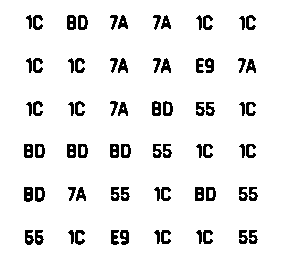 1C BD 7A 7A 1C 1C
1C 1C 7A 7A E9 7A
1C 1C 7A BD 55 1C
BD BD BD 55 1C 1C
BD 7A 55 1C BD 55
55 1C E9 1C 1C 55